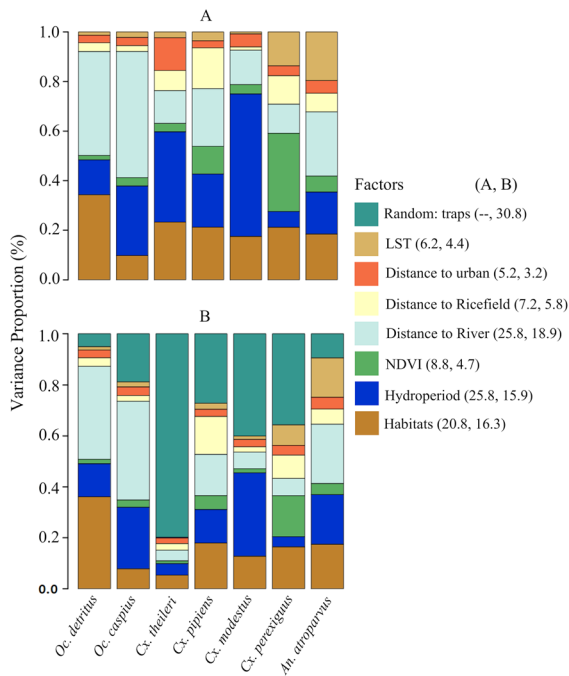 A
1.0
0.8
0.6
0.4
0.2
0.0
Variance Proportion (%)
Factors (A, B)
Random: traps (--, 30.8)
LST (6.2, 4.4)
Distance to urban (5.2, 3.2)
Distance to Ricefield (7.2, 5.8)
Distance to River (25.8, 18.9)
NDVI (8.8, 4.7)
Hydroperiod (25.8, 15.9)
Habitats (20.8, 16.3)
B
1.0
0.8
0.6
0.4
0.2
0.0
Oc. detritus
Oc. caspius
Cx. theileri
Cx. pipiens
Cx. modestus
Cx. perexiguus
An. atroparvus